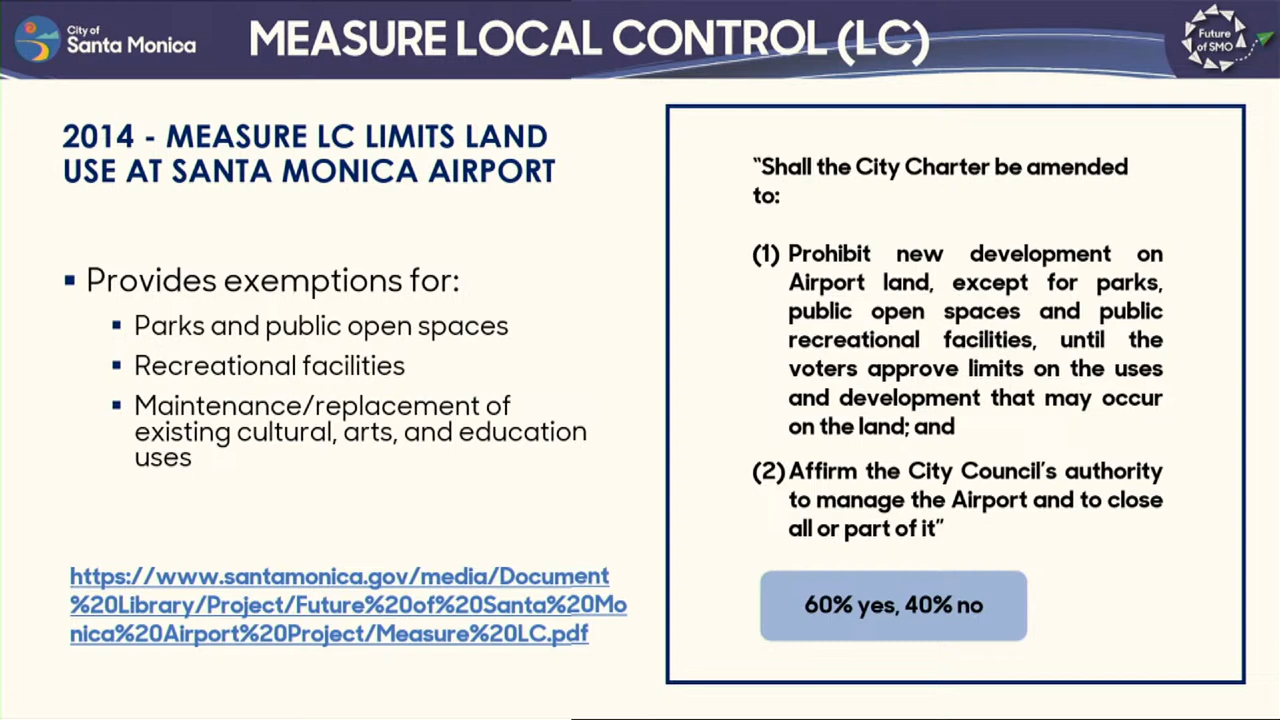 City of
Santa Monica
MEASURE LOCAL CONTROL (LC)
Future
of SMO
2014 - MEASURE LC LIMITS LAND
USE AT SANTA MONICA AIRPORT
▪ Provides exemptions for:
▪ Parks and public open spaces
▪ Recreational facilities
▪ Maintenance/replacement of
existing cultural, arts, and education
uses
https://www.santamonica.gov/media/Document
%20Library/Project/Future%20of%20Santa%20Mo
nica%20Airport%20Project/Measure%20LC.pdf
“Shall the City Charter be amended
to:
(1) Prohibit new development on
Airport land, except for parks,
public open spaces and public
recreational facilities, until the
voters approve limits on the uses
and development that may occur
on the land; and
(2) Affirm the City Council’s authority
to manage the Airport and to close
all or part of it”
60% yes, 40% no